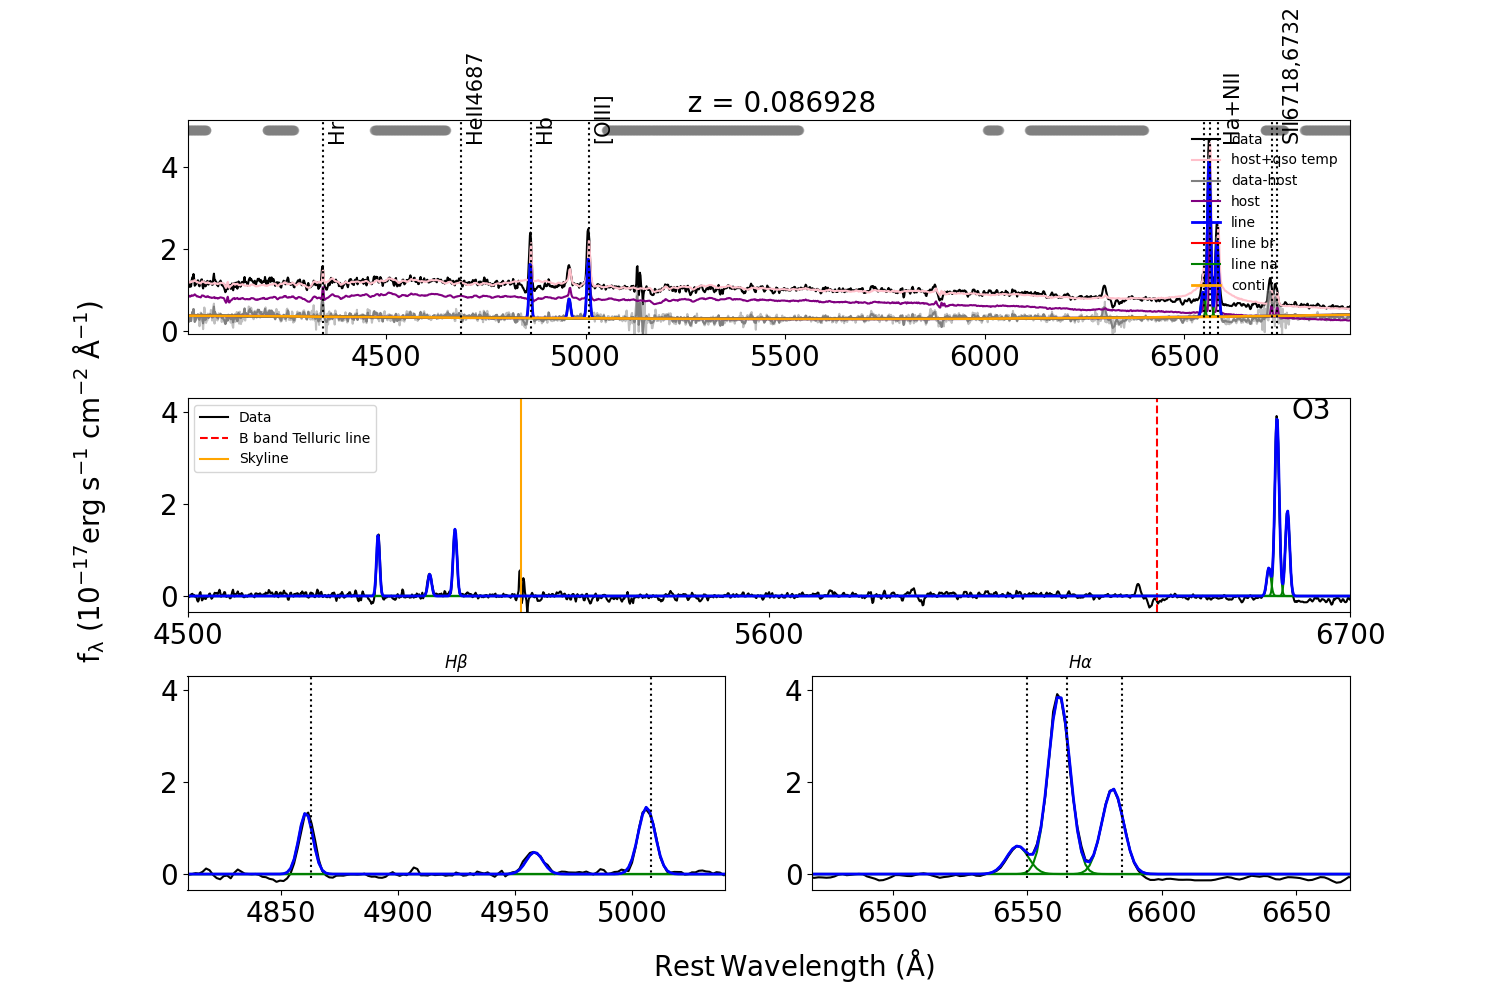 z = 0.086928
Hr
HeII4687
Hb
[OIII]
Ha+NII
SII6718,6732
data
host+qso temp
data-host
host
line
line br
line na
conti
4
2
0
4500
5000
5500
6000
6500
Data
B band Telluric line
Skyline
O3
4
2
0
4500
5600
6700
fλ (10−17erg s−1 cm−2 Å−1)
Hβ
4
2
0
4850
4900
4950
5000
Hα
4
2
0
6500
6550
6600
6650
Rest Wavelength (Å)